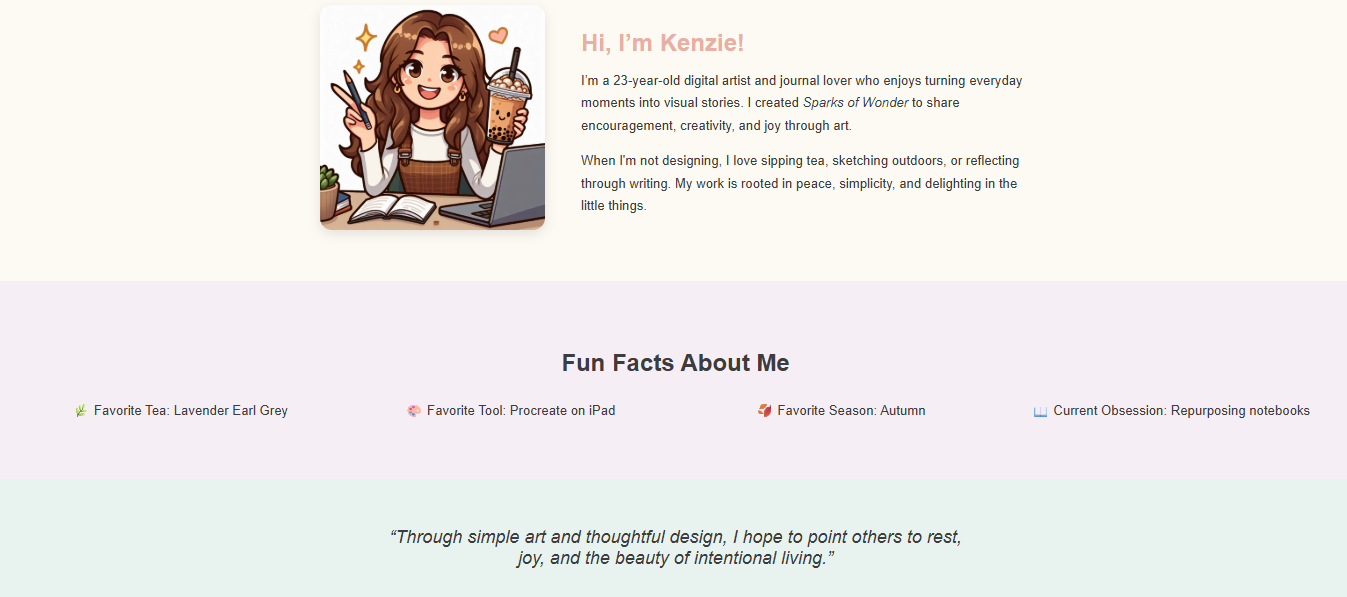 Hi, I’m Kenzie!
I’m a 23-year-old digital artist and journal lover who enjoys turning everyday
moments into visual stories. I created Sparks of Wonder to share
encouragement, creativity, and joy through art.
When I’m not designing, I love sipping tea, sketching outdoors, or reflecting
through writing. My work is rooted in peace, simplicity, and delighting in the
little things.
Fun Facts About Me
🌿 Favorite Tea: Lavender Earl Grey
🎨 Favorite Tool: Procreate on iPad
🍂 Favorite Season: Autumn
📖 Current Obsession: Repurposing notebooks
“Through simple art and thoughtful design, I hope to point others to rest,
joy, and the beauty of intentional living.”